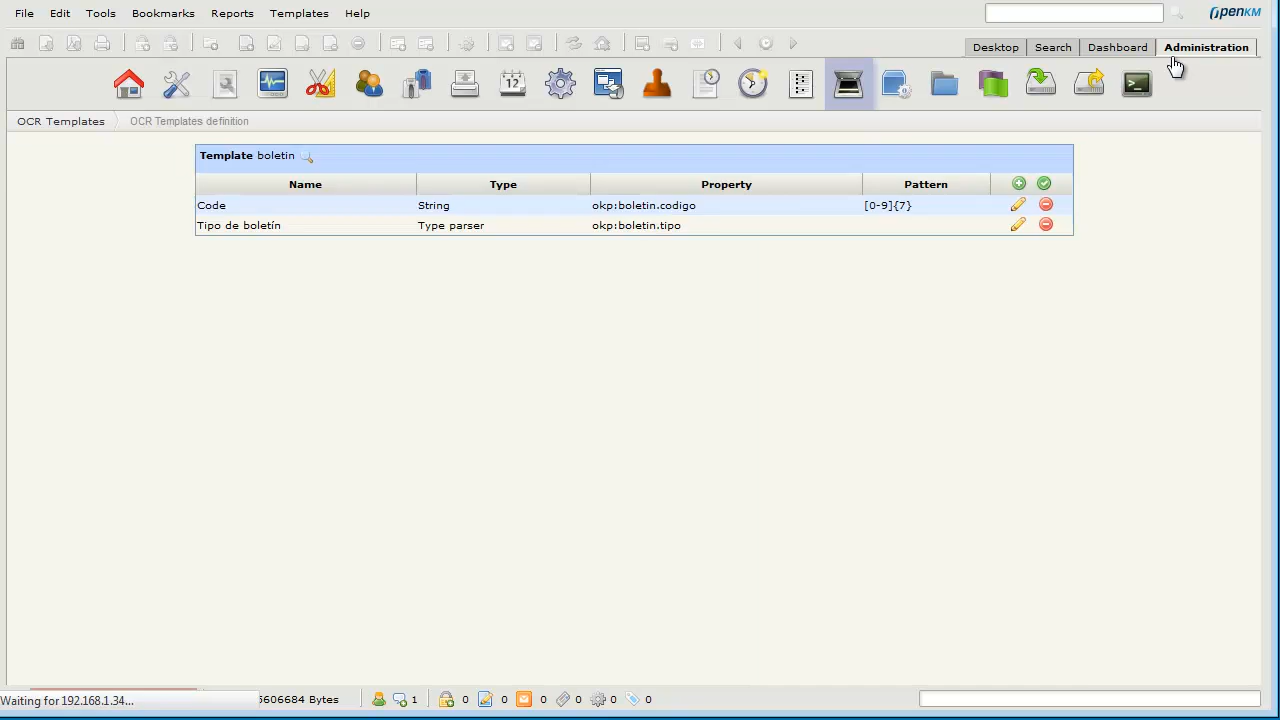 File Edit Tools Bookmarks Reports Templates Help
OpenKM
Desktop Search Dashboard Administration
12
OCR Templates OCR Templates definition
Template boletin
Name Type Property Pattern
Code String okp:boletin.codigo [0-9]{7}
Tipo de boletín Type parser okp:boletin.tipo
Waiting for 192.168.1.34... 5606684 Bytes 1 0 0 0 0 0 0